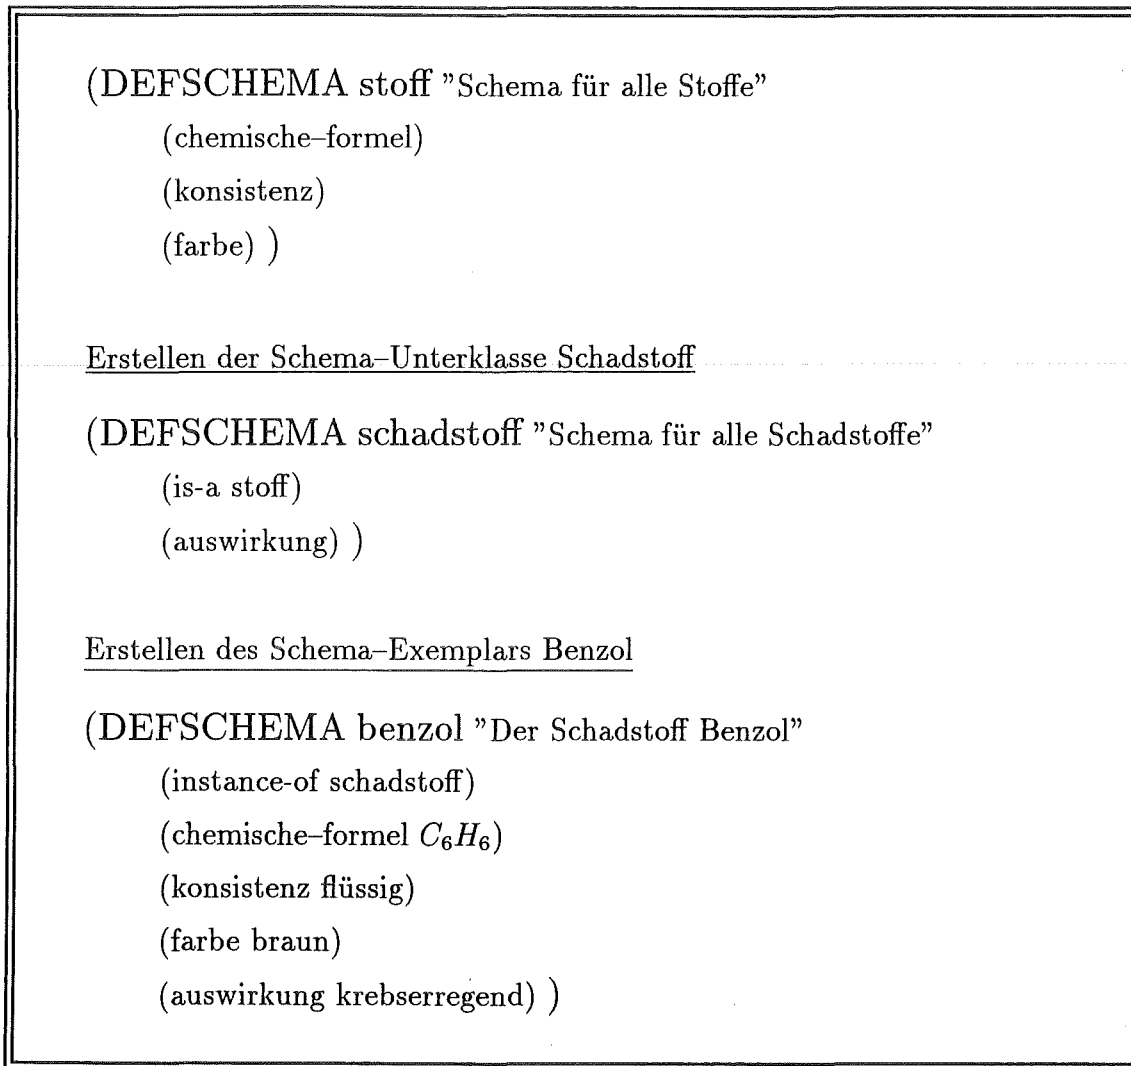 (DEFSCHEMA stoff ”Schema für alle Stoffe”
(chemische–formel)
(konsistenz)
(farbe) )
Erstellen der Schema–Unterklasse Schadstoff
(DEFSCHEMA schadstoff ”Schema für alle Schadstoffe”
(is-a stoff)
(auswirkung) )
Erstellen des Schema–Exemplars Benzol
(DEFSCHEMA benzol ”Der Schadstoff Benzol”
(instance-of schadstoff)
(chemische–formel C₆H₆)
(konsistenz flüssig)
(farbe braun)
(auswirkung krebserregend) )